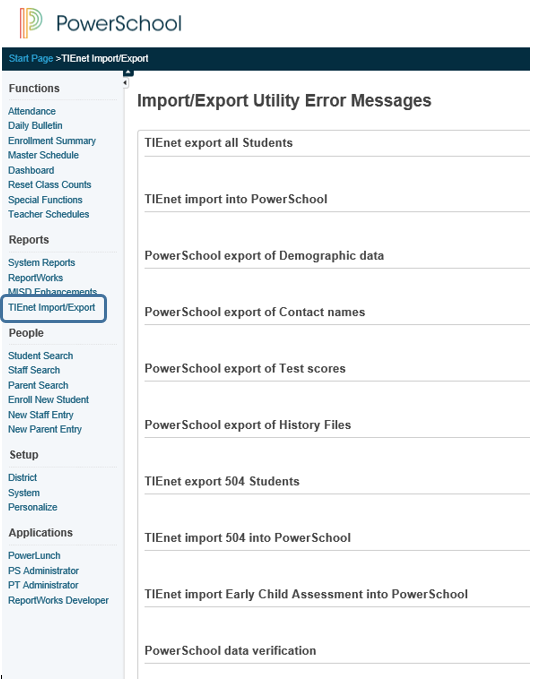 PowerSchool
Start Page >TIEnet Import/Export
Functions
Attendance
Daily Bulletin
Enrollment Summary
Master Schedule
Dashboard
Reset Class Counts
Special Functions
Teacher Schedules
Reports
System Reports
ReportWorks
MISD Enhancements
TIEnet Import/Export
People
Student Search
Staff Search
Parent Search
Enroll New Student
New Staff Entry
New Parent Entry
Setup
District
System
Personalize
Applications
PowerLunch
PS Administrator
PT Administrator
ReportWorks Developer
Import/Export Utility Error Messages
TIEnet export all Students
TIEnet import into PowerSchool
PowerSchool export of Demographic data
PowerSchool export of Contact names
PowerSchool export of Test scores
PowerSchool export of History Files
TIEnet export 504 Students
TIEnet import 504 into PowerSchool
TIEnet import Early Child Assessment into PowerSchool
PowerSchool data verification